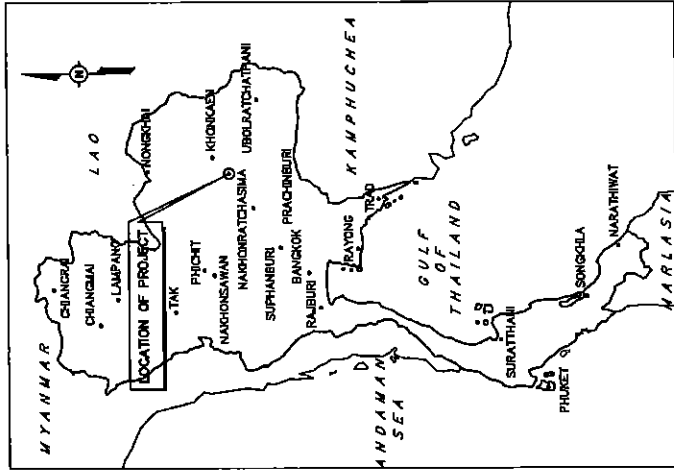 N
MYANMAR
LAO
CHIANGRAI
CHIANGMAI
LAMPANG
NONGKHAI
LOCATION OF PROJECT
TAK
PHICHIT
KHONKAEN
NAKHONSAWAN
NAKHONRATCHASIMA
UBOLRATCHATHANI
SUPHANBURI
PRACHINBURI
BANGKOK
RAJBURI
KAMPHUCHEA
RAYONG
TRAD
GULF
OF
THAILAND
ANDAMAN
SEA
SURATTHANI
PHUKET
SONGKHLA
NARATHIWAT
MARLASIA